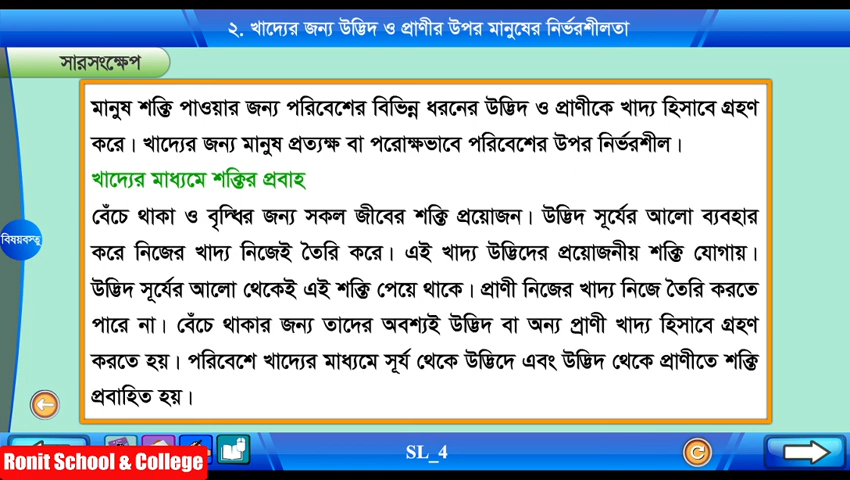 ২. খাদ্যের জন্য উদ্ভিদ ও প্রাণীর উপর মানুষের নির্ভরশীলতা
সারসংক্ষেপ
মানুষ শক্তি পাওয়ার জন্য পরিবেশের বিভিন্ন ধরনের উদ্ভিদ ও প্রাণীকে খাদ্য হিসাবে গ্রহণ
করে। খাদ্যের জন্য মানুষ প্রত্যক্ষ বা পরোক্ষভাবে পরিবেশের উপর নির্ভরশীল।
খাদ্যের মাধ্যমে শক্তির প্রবাহ
বেঁচে থাকা ও বৃদ্ধির জন্য সকল জীবের শক্তি প্রয়োজন। উদ্ভিদ সূর্যের আলো ব্যবহার
করে নিজের খাদ্য নিজেই তৈরি করে। এই খাদ্য উদ্ভিদের প্রয়োজনীয় শক্তি যোগায়।
উদ্ভিদ সূর্যের আলো থেকেই এই শক্তি পেয়ে থাকে। প্রাণী নিজের খাদ্য নিজে তৈরি করতে
পারে না। বেঁচে থাকার জন্য তাদের অবশ্যই উদ্ভিদ বা অন্য প্রাণী খাদ্য হিসাবে গ্রহণ
করতে হয়। পরিবেশে খাদ্যের মাধ্যমে সূর্য থেকে উদ্ভিদে এবং উদ্ভিদ থেকে প্রাণীতে শক্তি
প্রবাহিত হয়।
বিষয়বস্তু
SL_4
Ronit School & College